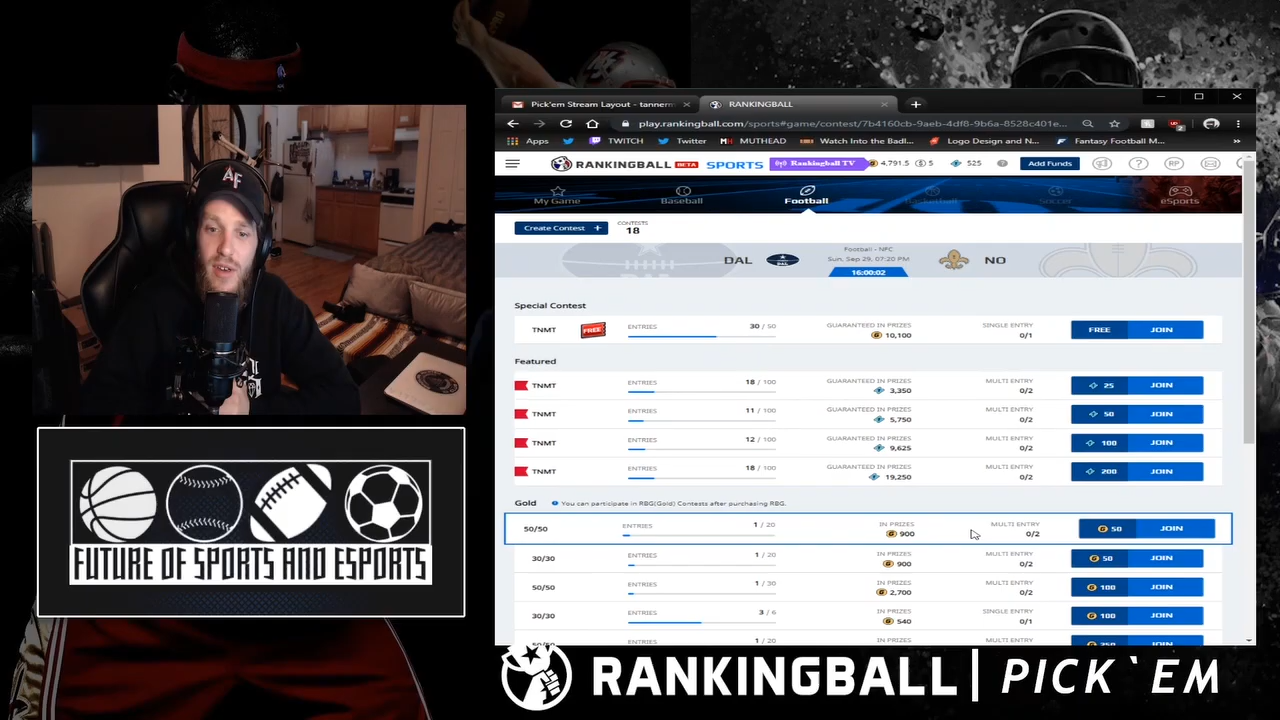 AF
FUTURE OF SPORTS AND ESPORTS
Pick'em Stream Layout - tannerm
RANKINGBALL
play.rankingball.com/sports#game/contest/7b4160cb-9aeb-4df8-9b6a-8528c401e...
Apps TWITCH Twitter MUTHEAD Watch Into the Badl... Logo Design and N... Fantasy Football M...
RANKINGBALL BETA SPORTS Rankingball TV 4,791.5 $ 5 525 Add Funds RP
My Game Baseball Football Soccer eSports
Create Contest + CONTESTS 18
Football - NFC
DAL Sun, Sep 29, 07:20 PM NO
16:00:02
Special Contest
TNMT FREE ENTRIES 30 / 50 GUARANTEED IN PRIZES 10,100 SINGLE ENTRY 0/1 FREE JOIN
Featured
TNMT ENTRIES 18 / 100 GUARANTEED IN PRIZES 3,350 MULTI ENTRY 0/2 25 JOIN
TNMT ENTRIES 11 / 100 GUARANTEED IN PRIZES 5,750 MULTI ENTRY 0/2 50 JOIN
TNMT ENTRIES 12 / 100 GUARANTEED IN PRIZES 9,625 MULTI ENTRY 0/2 100 JOIN
TNMT ENTRIES 18 / 100 GUARANTEED IN PRIZES 19,250 MULTI ENTRY 0/2 200 JOIN
Gold You can participate in RBG(Gold) Contests after purchasing RBG.
50/50 ENTRIES 1 / 20 IN PRIZES 900 MULTI ENTRY 0/2 50 JOIN
30/30 ENTRIES 1 / 20 IN PRIZES 900 MULTI ENTRY 0/2 50 JOIN
50/50 ENTRIES 1 / 30 IN PRIZES 2,700 MULTI ENTRY 0/2 100 JOIN
30/30 ENTRIES 3 / 6 IN PRIZES 540 SINGLE ENTRY 0/1 100 JOIN
ENTRIES 1 / 20 IN PRIZES MULTI ENTRY JOIN
RANKINGBALL | PICK`EM